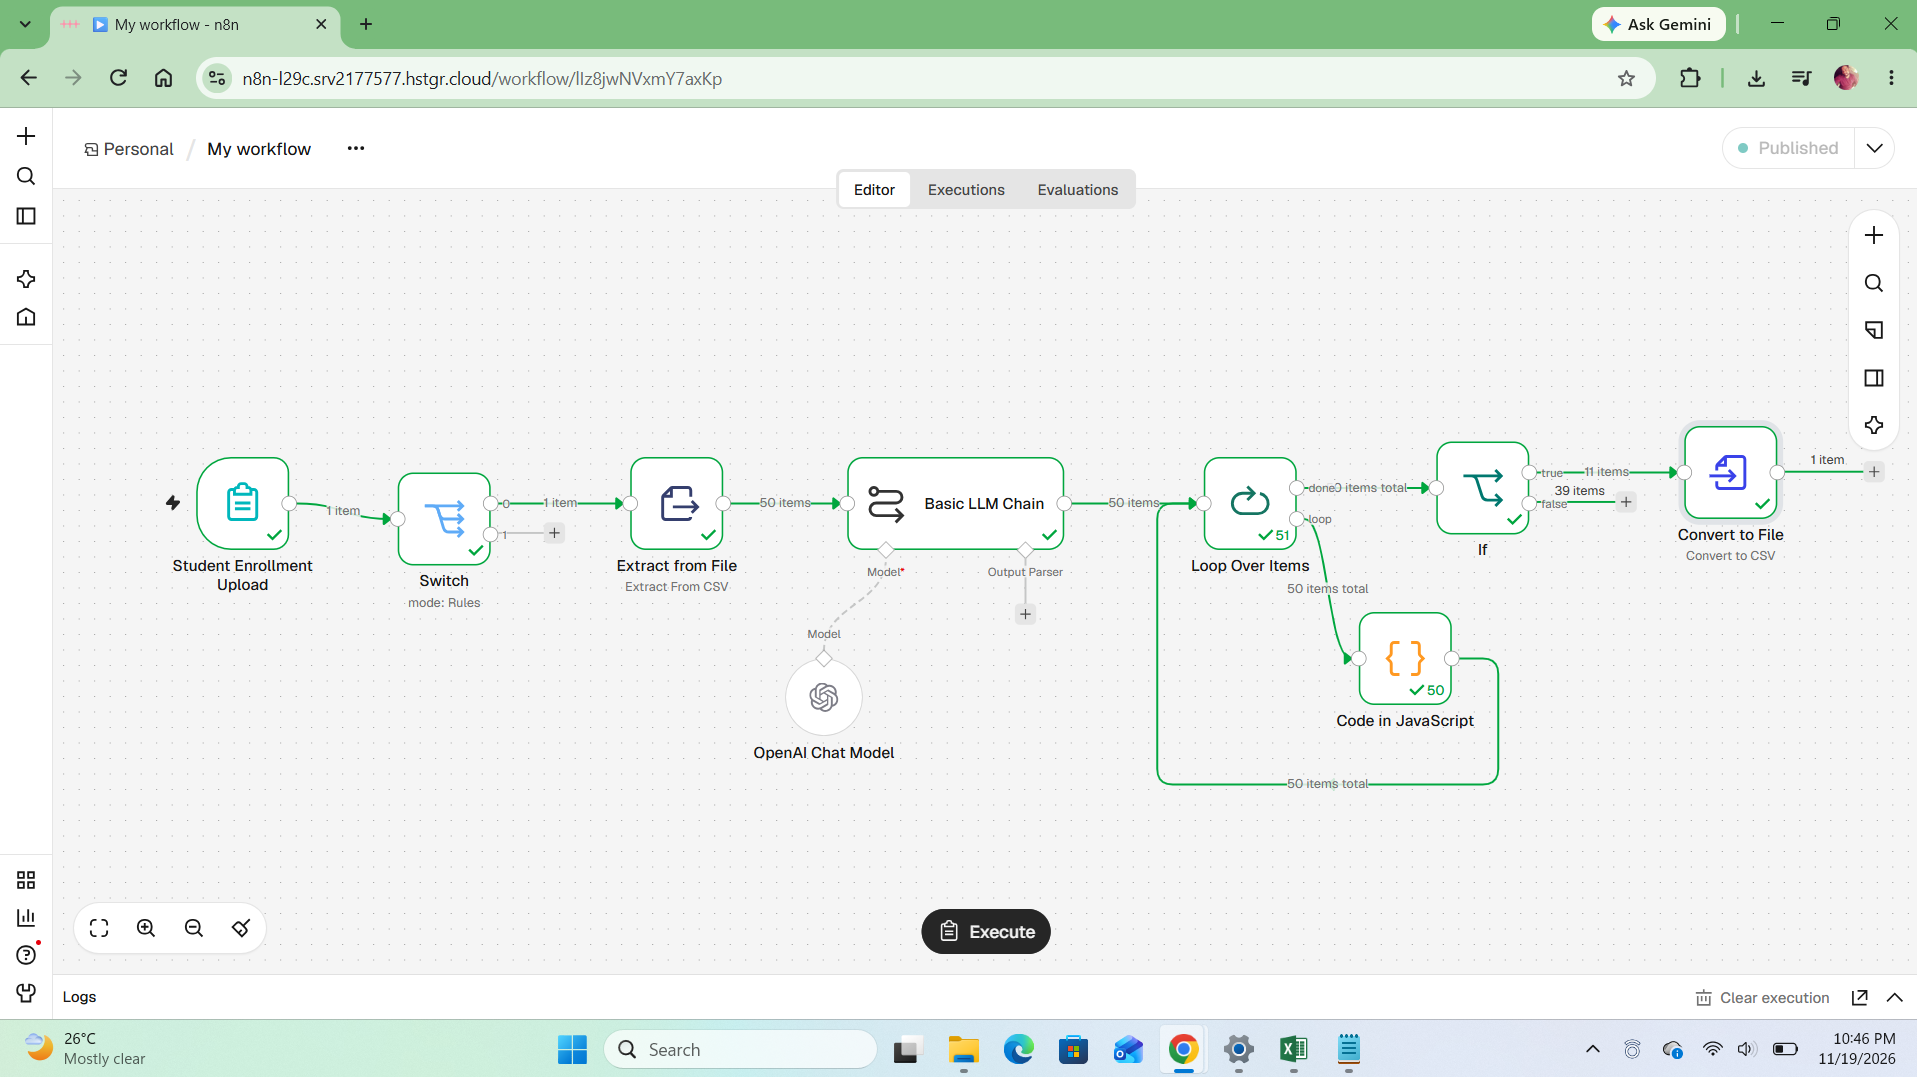 My workflow - n8n
Ask Gemini
n8n-l29c.srv2177577.hstgr.cloud/workflow/lIz8jwNVxmY7axKp
Personal / My workflow
Published
Editor Executions Evaluations
Student Enrollment Upload
1 item
Switch
mode: Rules
0
1
1 item
Extract from File
Extract From CSV
50 items
Basic LLM Chain
Model*
Output Parser
Model
OpenAI Chat Model
50 items
51
Loop Over Items
done
0 items total
loop
50 items total
50
Code in JavaScript
50 items total
If
true
11 items
39 items
false
Convert to File
Convert to CSV
1 item
Execute
Logs
Clear execution
26°C
Mostly clear
Search
10:46 PM
11/19/2026